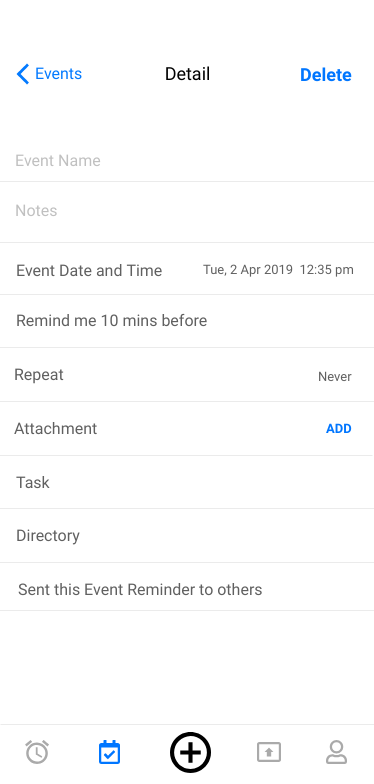 Events Detail Delete
Event Name
Notes
Event Date and Time Tue, 2 Apr 2019 12:35 pm
Remind me 10 mins before
Repeat Never
Attachment ADD
Task
Directory
Sent this Event Reminder to others